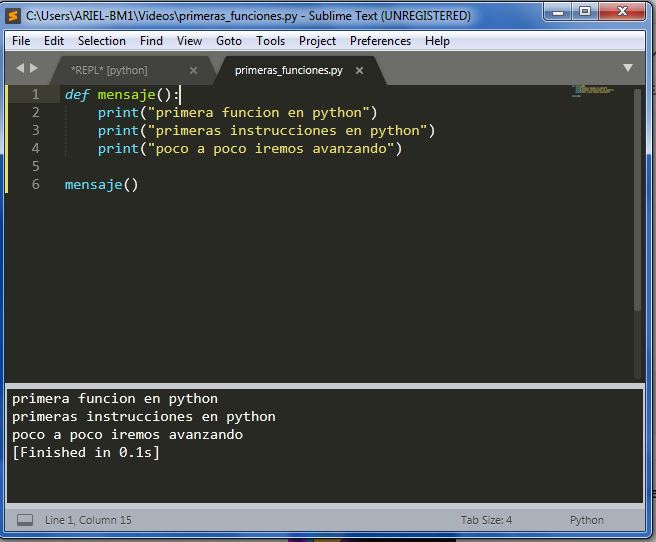 C:\Users\ARIEL-BM1\Videos\primeras_funciones.py - Sublime Text (UNREGISTERED)
File Edit Selection Find View Goto Tools Project Preferences Help
*REPL* [python] primeras_funciones.py
1 def mensaje():
2     print("primera funcion en python")
3     print("primeras instrucciones en python")
4     print("poco a poco iremos avanzando")
5
6 mensaje()
primera funcion en python
primeras instrucciones en python
poco a poco iremos avanzando
[Finished in 0.1s]
Line 1, Column 15 Tab Size: 4 Python